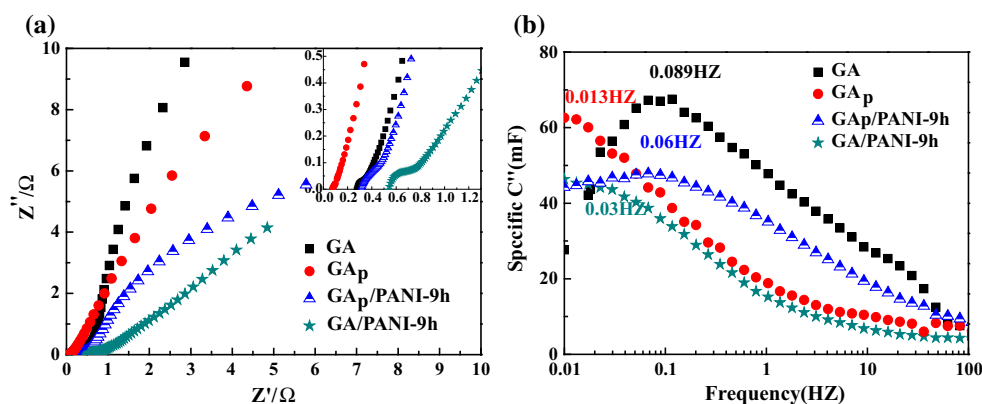 (a)
10
8
6
4
2
0
Z''/Ω
0 1 2 3 4 5 6 7 8 9 10
Z'/Ω
0.5
0.4
0.3
0.2
0.1
0.0
0.0 0.2 0.4 0.6 0.8 1.0 1.2
GA
GAp
GAp/PANI-9h
GA/PANI-9h
(b)
80
60
40
20
0
Spccific C''(mF)
0.01 0.1 1 10 100
Frequency(HZ)
0.089HZ
0.013HZ
0.06HZ
0.03HZ
GA
GAp
GAp/PANI-9h
GA/PANI-9h